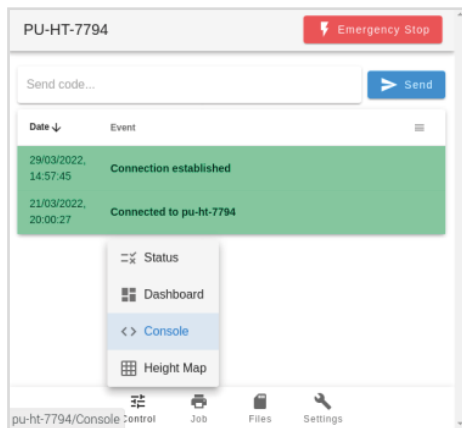 PU-HT-7794
Emergency Stop
Send code...
Send
Date
Event
29/03/2022,
14:57:45
Connection established
21/03/2022,
20:00:27
Connected to pu-ht-7794
Status
Dashboard
Console
Height Map
pu-ht-7794/Console
Control
Job
Files
Settings